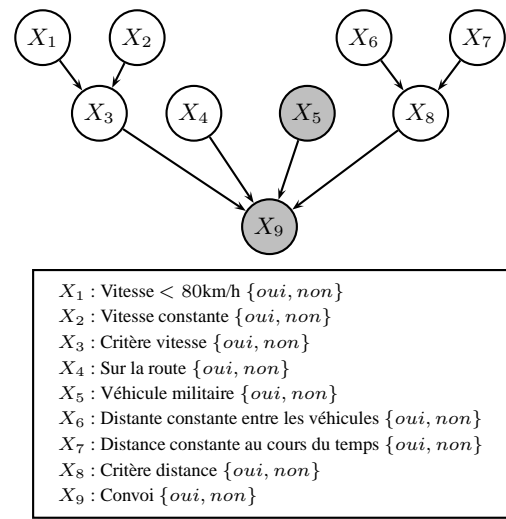 X1 X2 X6 X7
X3 X4 X5 X8
X9
X1 : Vitesse < 80km/h {oui, non}
X2 : Vitesse constante {oui, non}
X3 : Critère vitesse {oui, non}
X4 : Sur la route {oui, non}
X5 : Véhicule militaire {oui, non}
X6 : Distante constante entre les véhicules {oui, non}
X7 : Distance constante au cours du temps {oui, non}
X8 : Critère distance {oui, non}
X9 : Convoi {oui, non}